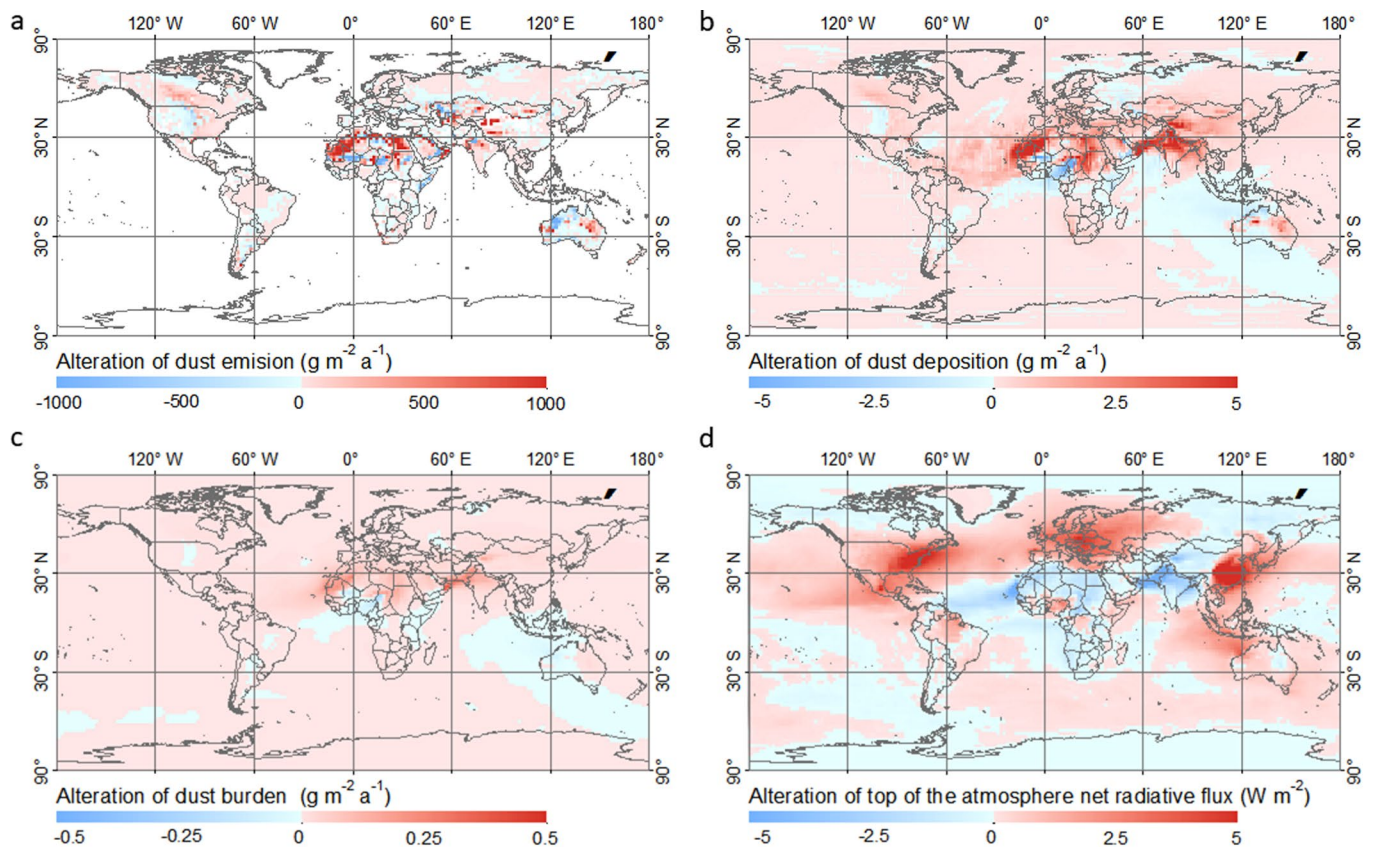 a
120° W 60° W 0° 60° E 120° E 180°
90° 90°
30° N 30° N
30° S 30° S
90° 90°
Alteration of dust emision (g m⁻² a⁻¹)
-1000 -500 0 500 1000
b
120° W 60° W 0° 60° E 120° E 180°
90° 90°
30° N 30° N
30° S 30° S
90° 90°
Alteration of dust deposition (g m⁻² a⁻¹)
-5 -2.5 0 2.5 5
c
120° W 60° W 0° 60° E 120° E 180°
90° 90°
30° N 30° N
30° S 30° S
90° 90°
Alteration of dust burden (g m⁻² a⁻¹)
-0.5 -0.25 0 0.25 0.5
d
120° W 60° W 0° 60° E 120° E 180°
90° 90°
30° N 30° N
30° S 30° S
90° 90°
Alteration of top of the atmosphere net radiative flux (W m⁻²)
-5 -2.5 0 2.5 5